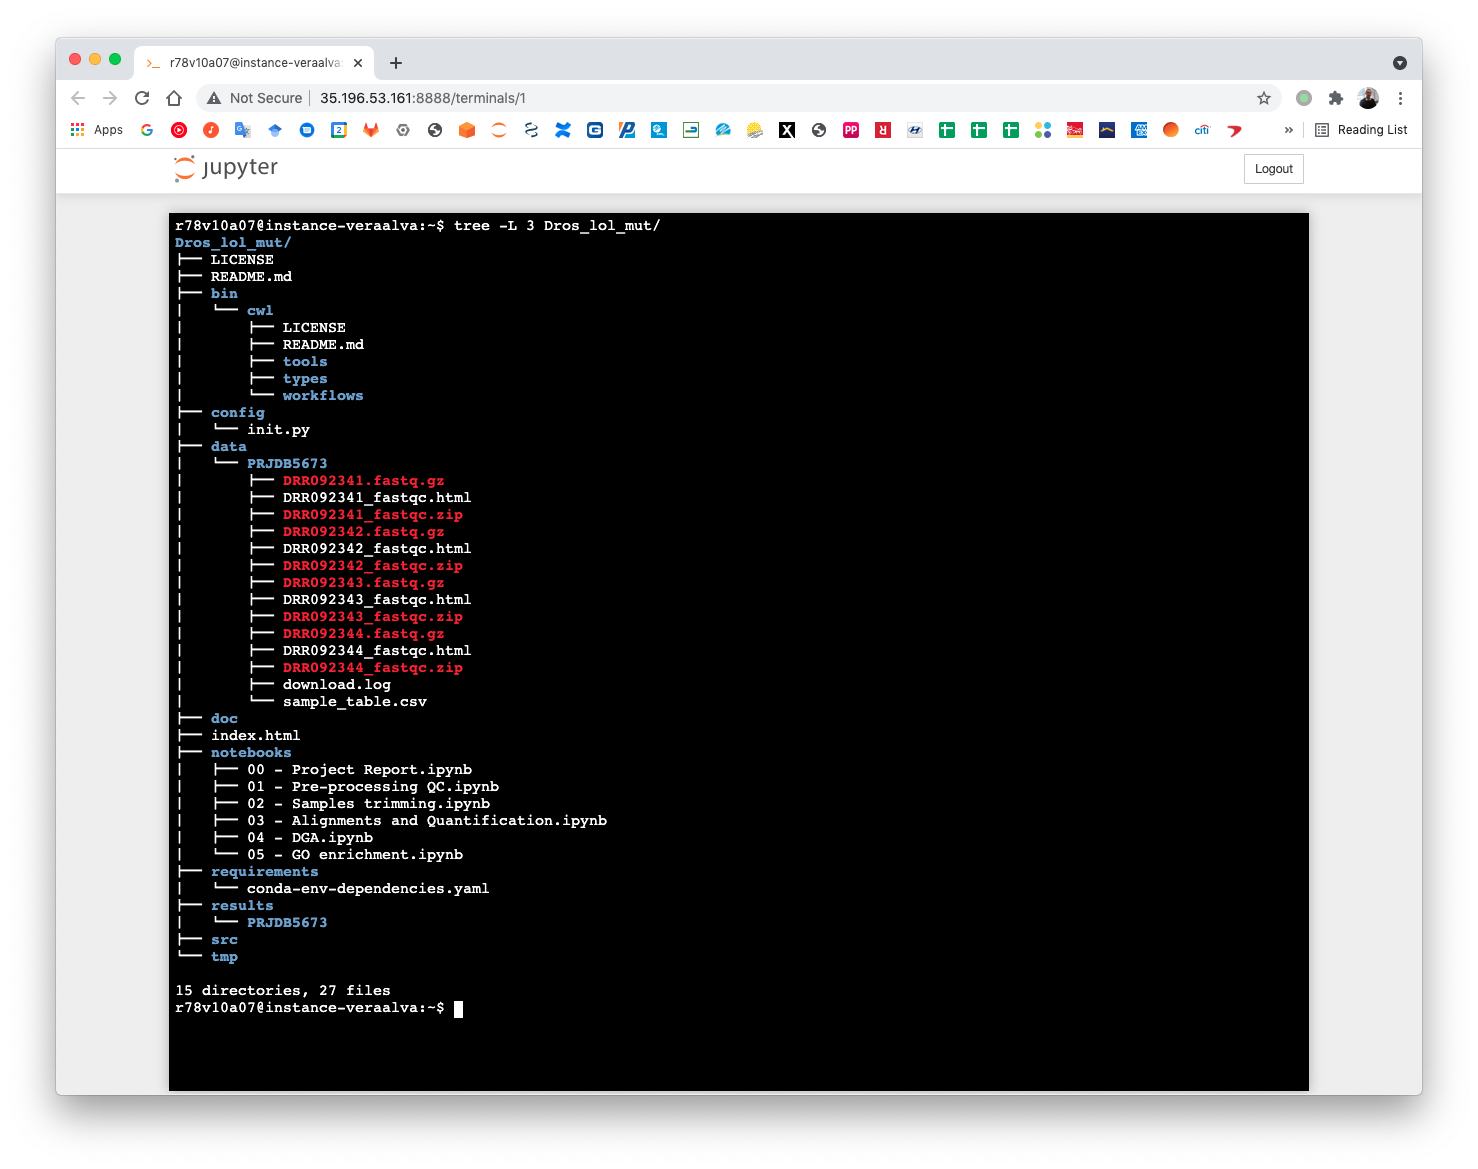 r78v10a07@instance-veraalva:
Not Secure | 35.196.53.161:8888/terminals/1
Apps
Reading List
jupyter
Logout
r78v10a07@instance-veraalva:~$ tree -L 3 Dros_lol_mut/
Dros_lol_mut/
├── LICENSE
├── README.md
├── bin
│   └── cwl
│       ├── LICENSE
│       ├── README.md
│       ├── tools
│       ├── types
│       └── workflows
├── config
│   └── init.py
├── data
│   └── PRJDB5673
│       ├── DRR092341.fastq.gz
│       ├── DRR092341_fastqc.html
│       ├── DRR092341_fastqc.zip
│       ├── DRR092342.fastq.gz
│       ├── DRR092342_fastqc.html
│       ├── DRR092342_fastqc.zip
│       ├── DRR092343.fastq.gz
│       ├── DRR092343_fastqc.html
│       ├── DRR092343_fastqc.zip
│       ├── DRR092344.fastq.gz
│       ├── DRR092344_fastqc.html
│       ├── DRR092344_fastqc.zip
│       ├── download.log
│       └── sample_table.csv
├── doc
├── index.html
├── notebooks
│   ├── 00 - Project Report.ipynb
│   ├── 01 - Pre-processing QC.ipynb
│   ├── 02 - Samples trimming.ipynb
│   ├── 03 - Alignments and Quantification.ipynb
│   ├── 04 - DGA.ipynb
│   └── 05 - GO enrichment.ipynb
├── requirements
│   └── conda-env-dependencies.yaml
├── results
│   └── PRJDB5673
├── src
└── tmp
15 directories, 27 files
r78v10a07@instance-veraalva:~$